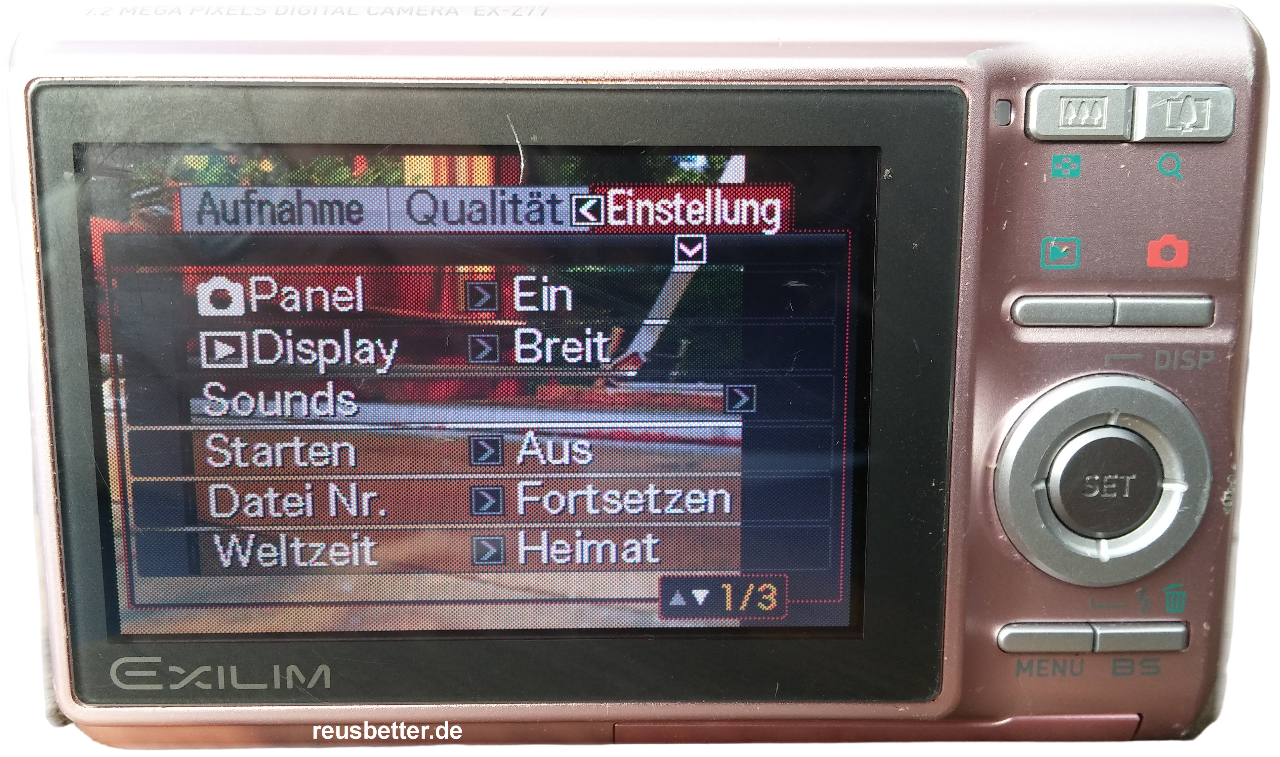 7.2 MEGA PIXELS DIGITAL CAMERA EX-Z77
Aufnahme Qualität Einstellung
Panel Ein
Display Breit
Sounds
Starten Aus
Datei Nr. Fortsetzen
Weltzeit Heimat
1/3
DISP
SET
MENU BS
EXILIM
reusbetter.de